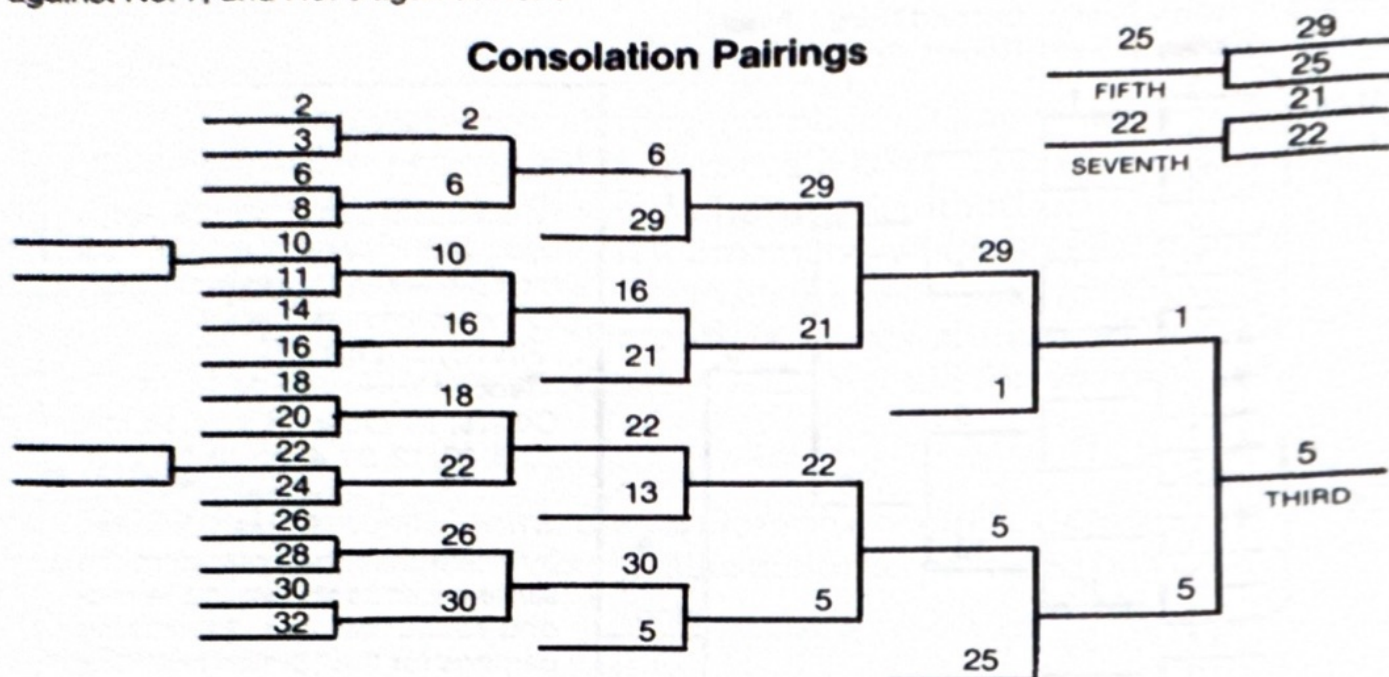 Consolation Pairings
25 29
FIFTH 25
21
22 22
SEVENTH
2
3 2
6 6 6
8 29 29
10 10 29
11 16
14 16 21 1
16 21 1
18 18
20 22
22 22 22 5
24 13 THIRD
26 26 5
28 30
30 30 5 5
32 5
25